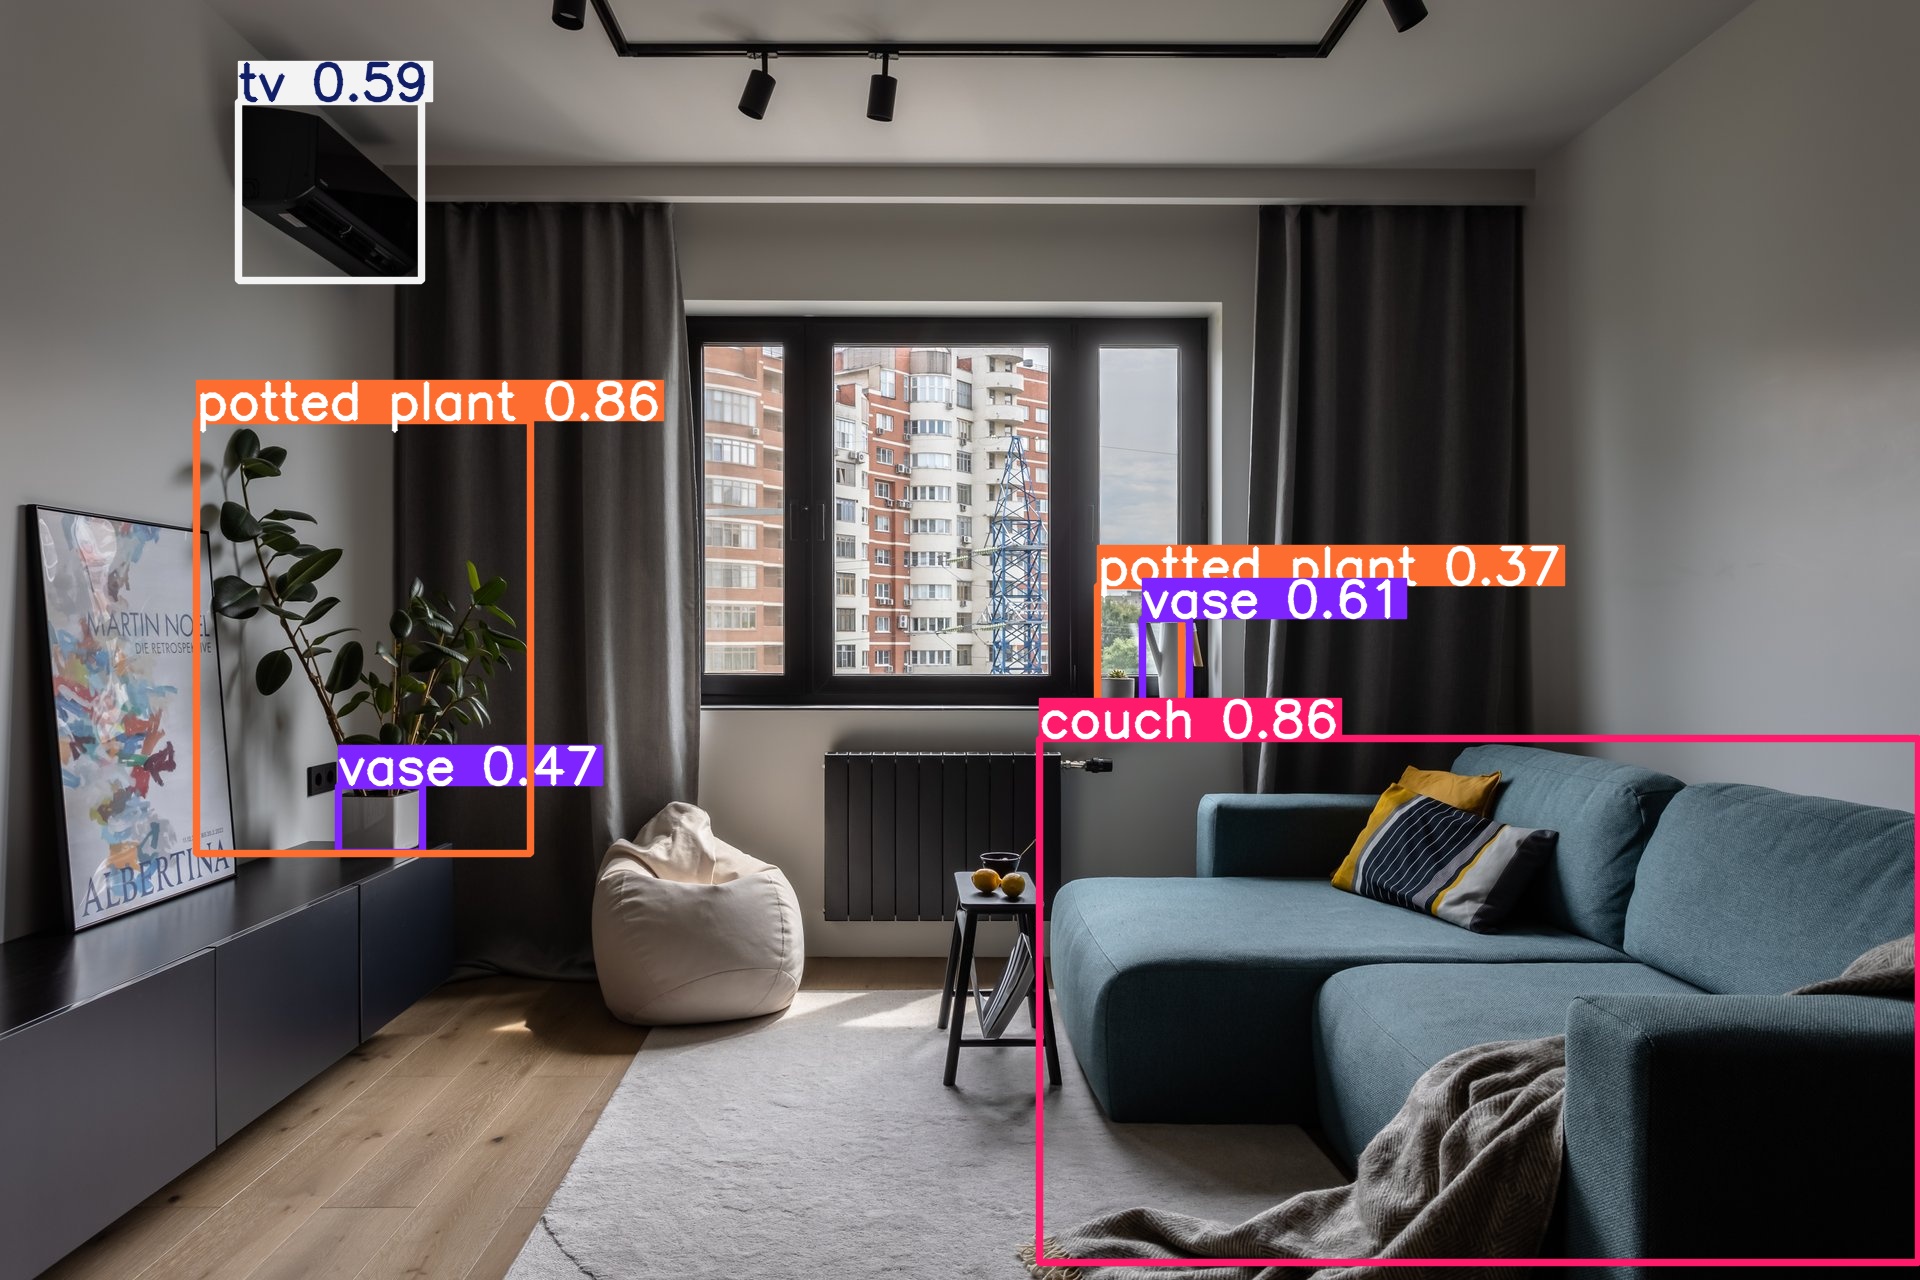 tv 0.59
potted plant 0.86
potted plant 0.37
vase 0.61
MARTIN NOEL
DIE RETROSPEKTIVE
couch 0.86
vase 0.47
ALBERTINA